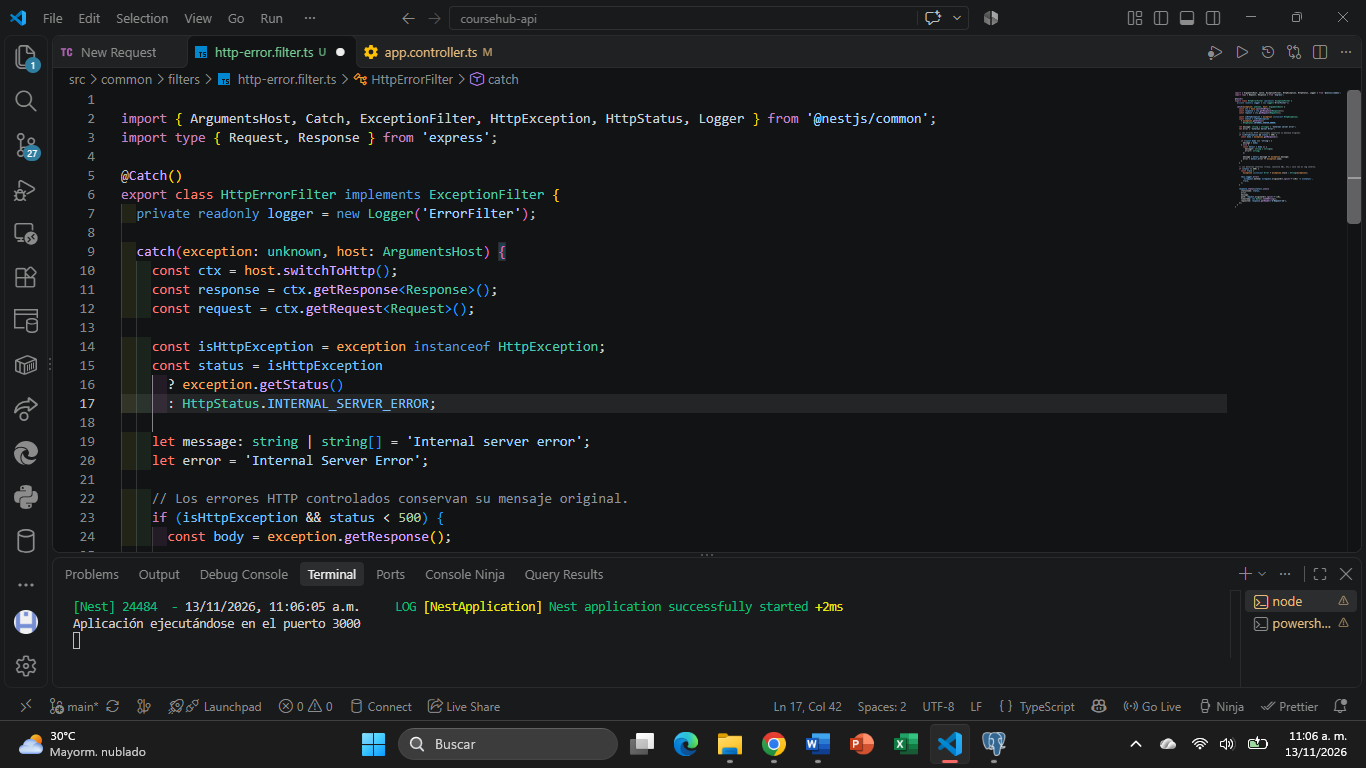 File Edit Selection View Go Run ···
coursehub-api
TC New Request
TS http-error.filter.ts U
app.controller.ts M
src > common > filters > TS http-error.filter.ts > HttpErrorFilter > catch
1
2 import { ArgumentsHost, Catch, ExceptionFilter, HttpException, HttpStatus, Logger } from '@nestjs/common';
3 import type { Request, Response } from 'express';
4
5 @Catch()
6 export class HttpErrorFilter implements ExceptionFilter {
7 private readonly logger = new Logger('ErrorFilter');
8
9 catch(exception: unknown, host: ArgumentsHost) {
10 const ctx = host.switchToHttp();
11 const response = ctx.getResponse<Response>();
12 const request = ctx.getRequest<Request>();
13
14 const isHttpException = exception instanceof HttpException;
15 const status = isHttpException
16 ? exception.getStatus()
17 : HttpStatus.INTERNAL_SERVER_ERROR;
18
19 let message: string | string[] = 'Internal server error';
20 let error = 'Internal Server Error';
21
22 // Los errores HTTP controlados conservan su mensaje original.
23 if (isHttpException && status < 500) {
24 const body = exception.getResponse();
1
27
Problems Output Debug Console Terminal Ports Console Ninja Query Results
[Nest] 24484 - 13/11/2026, 11:06:05 a.m. LOG [NestApplication] Nest application successfully started +2ms
Aplicación ejecutándose en el puerto 3000
node
powersh...
main* Launchpad 0 0 Connect Live Share Ln 17, Col 42 Spaces: 2 UTF-8 LF { } TypeScript Go Live Ninja Prettier
30°C
Mayorm. nublado
Buscar
11:06 a. m.
13/11/2026